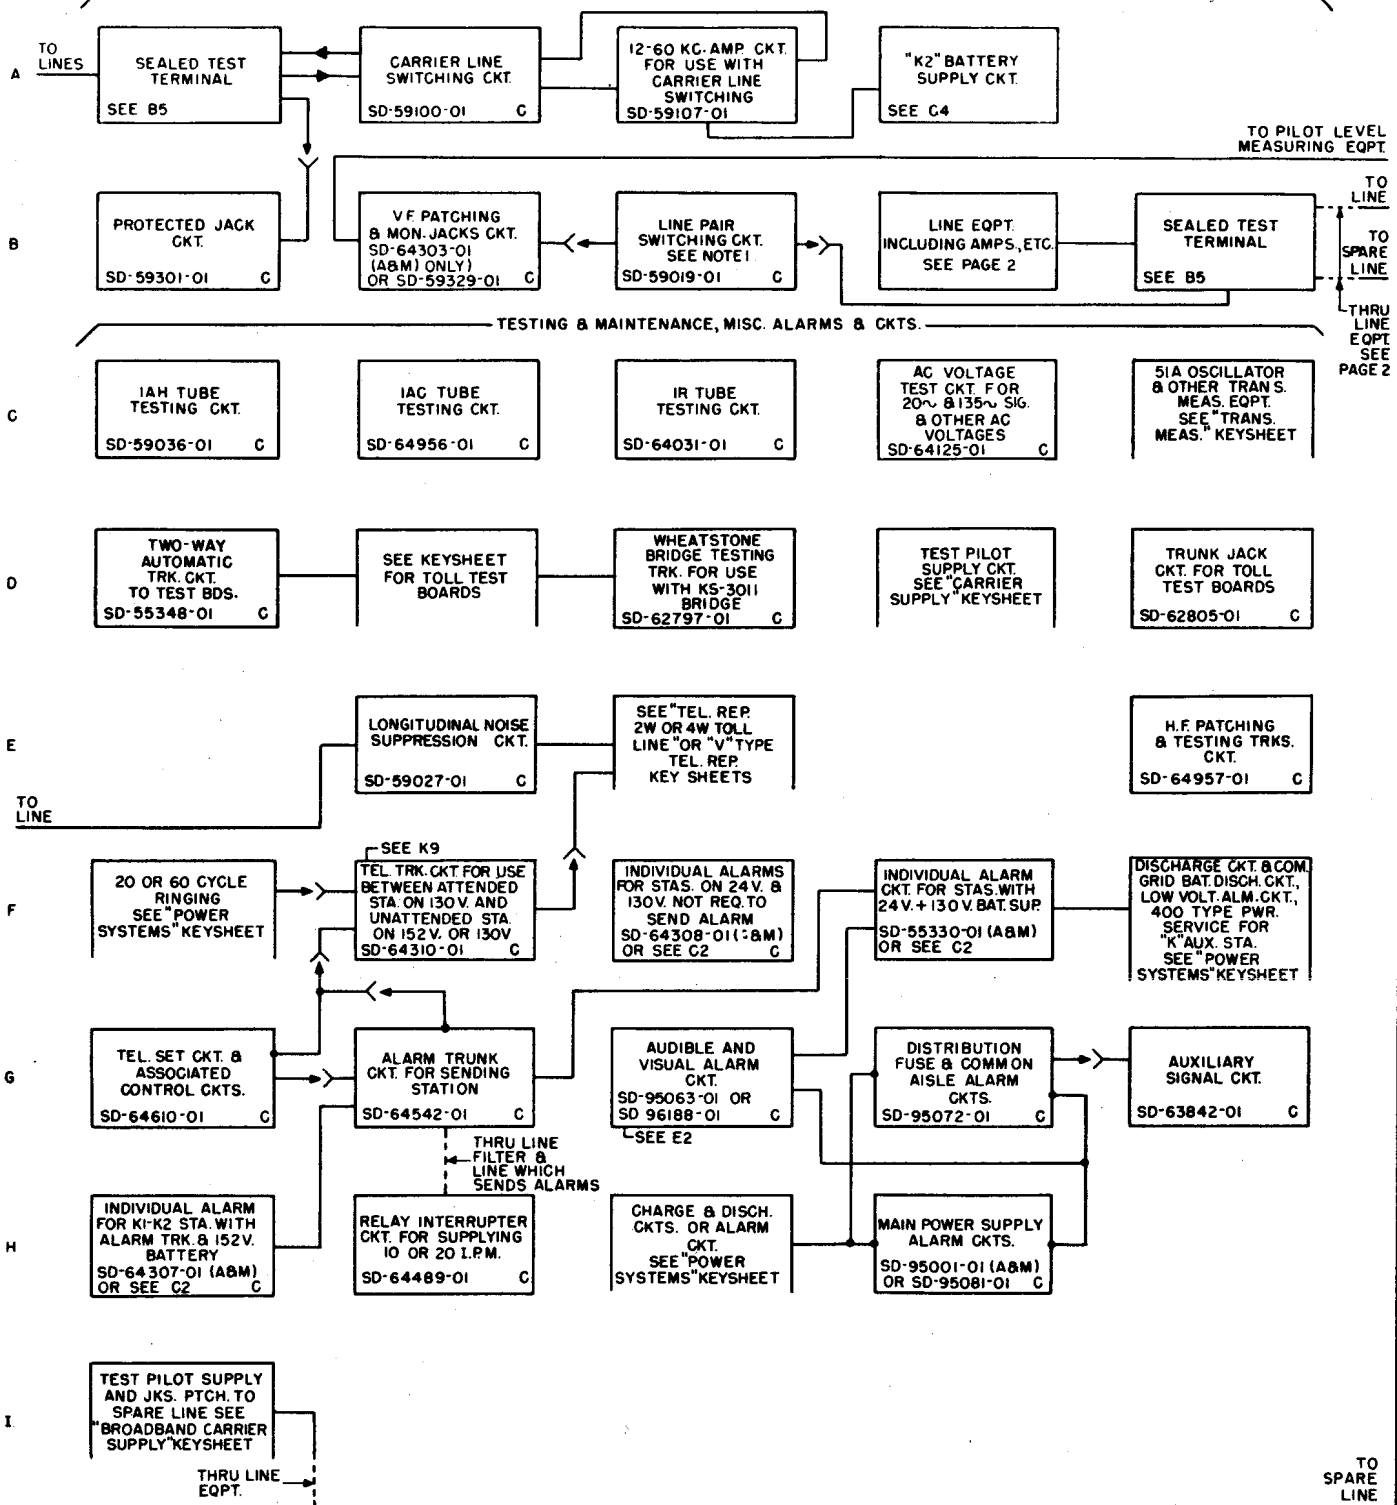 A
TO
LINES
SEALED TEST
TERMINAL
SEE B5
CARRIER LINE
SWITCHING CKT.
SD-59100-01 C
12-60 KC. AMP. CKT.
FOR USE WITH
CARRIER LINE
SWITCHING
SD-59107-01
"K2" BATTERY
SUPPLY CKT.
SEE C4
TO PILOT LEVEL
MEASURING EQPT.
B
PROTECTED JACK
CKT.
SD-59301-01 C
V.F. PATCHING
& MON. JACKS CKT.
SD-64303-01
(A&M) ONLY)
OR SD-59329-01 C
LINE PAIR
SWITCHING CKT.
SEE NOTE 1
SD-59019-01 C
LINE EQPT.
INCLUDING AMPS., ETC.
SEE PAGE 2
SEALED TEST
TERMINAL
SEE B5
TO
LINE
TO
SPARE
LINE
THRU
LINE
EQPT.
SEE
PAGE 2
TESTING & MAINTENANCE, MISC. ALARMS & CKTS.
C
1AH TUBE
TESTING CKT.
SD-59036-01 C
1AC TUBE
TESTING CKT.
SD-64956-01 C
1R TUBE
TESTING CKT.
SD-64031-01 C
AC VOLTAGE
TEST CKT. FOR
20~ & 135~ SIG.
& OTHER AC
VOLTAGES
SD-64125-01 C
51A OSCILLATOR
& OTHER TRANS.
MEAS. EQPT.
SEE "TRANS.
MEAS." KEYSHEET
D
TWO-WAY
AUTOMATIC
TRK. CKT.
TO TEST BDS.
SD-55348-01 C
SEE KEYSHEET
FOR TOLL TEST
BOARDS
WHEATSTONE
BRIDGE TESTING
TRK. FOR USE
WITH KS-3011
BRIDGE
SD-62797-01 C
TEST PILOT
SUPPLY CKT.
SEE "CARRIER
SUPPLY" KEYSHEET
TRUNK JACK
CKT. FOR TOLL
TEST BOARDS
SD-62805-01 C
E
TO
LINE
LONGITUDINAL NOISE
SUPPRESSION CKT.
SD-59027-01 C
SEE "TEL. REP.
2W OR 4W TOLL
LINE" OR "V" TYPE
TEL. REP.
KEY SHEETS
H.F. PATCHING
& TESTING TRKS.
CKT.
SD-64957-01 C
F
20 OR 60 CYCLE
RINGING
SEE "POWER
SYSTEMS" KEYSHEET
SEE K9
TEL. TRK. CKT FOR USE
BETWEEN ATTENDED
STA. ON 130V. AND
UNATTENDED STA.
ON 152V. OR 130V
SD-64310-01 C
INDIVIDUAL ALARMS
FOR STAS. ON 24V. &
130V. NOT REQ. TO
SEND ALARM
SD-64308-01 (A&M)
OR SEE C2 C
INDIVIDUAL ALARM
CKT. FOR STAS. WITH
24V. + 130V. BAT. SUP.
SD-55330-01 (A&M)
OR SEE C2
DISCHARGE CKT. & COM.
GRID BAT. DISCH. CKT.,
LOW VOLT. ALM. CKT.,
400 TYPE PWR.
SERVICE FOR
"K" AUX. STA.
SEE "POWER
SYSTEMS" KEYSHEET
G
TEL. SET CKT. &
ASSOCIATED
CONTROL CKTS.
SD-64610-01 C
ALARM TRUNK
CKT. FOR SENDING
STATION
SD-64542-01 C
AUDIBLE AND
VISUAL ALARM
CKT.
SD-95063-01 OR
SD 96188-01 C
SEE E2
DISTRIBUTION
FUSE & COMMON
AISLE ALARM
CKTS.
SD-95072-01 C
AUXILIARY
SIGNAL CKT.
SD-63842-01 C
THRU LINE
FILTER &
LINE WHICH
SENDS ALARMS
H
INDIVIDUAL ALARM
FOR K1-K2 STA. WITH
ALARM TRK. & 152V.
BATTERY
SD-64307-01 (A&M)
OR SEE C2 C
RELAY INTERRUPTER
CKT. FOR SUPPLYING
10 OR 20 I.P.M.
SD-64489-01 C
CHARGE & DISCH.
CKTS. OR ALARM
CKT.
SEE "POWER
SYSTEMS" KEYSHEET
MAIN POWER SUPPLY
ALARM CKTS.
SD-95001-01 (A&M)
OR SD-95081-01 C
I
TEST PILOT SUPPLY
AND JKS. PTCH. TO
SPARE LINE SEE
"BROADBAND CARRIER
SUPPLY" KEYSHEET
THRU LINE
EQPT.
TO
SPARE
LINE